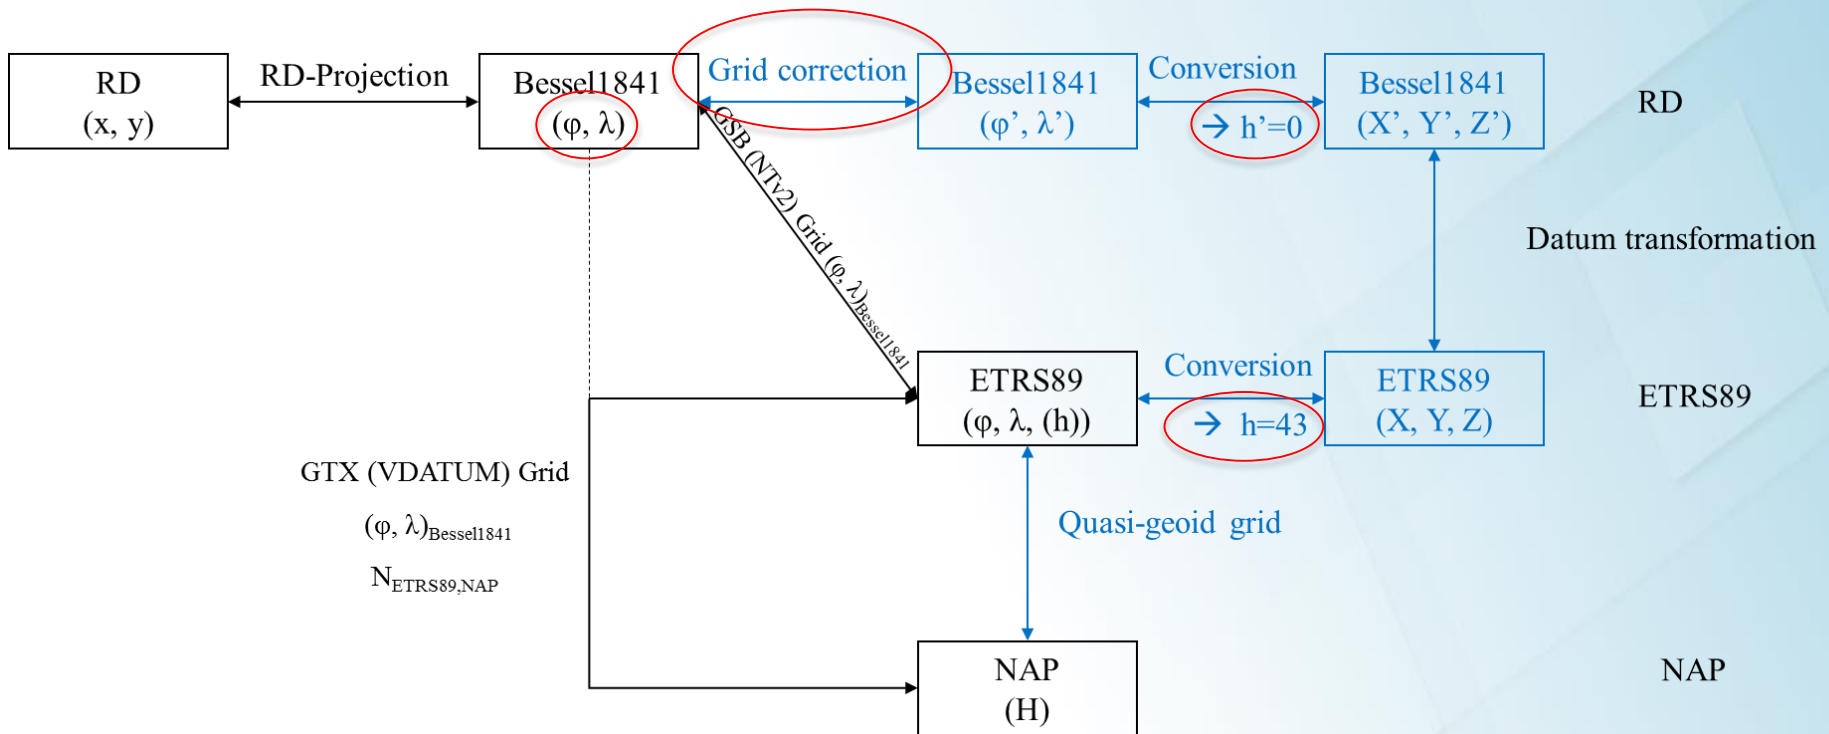 RD
(x, y)
RD-Projection
Bessel1841
(φ, λ)
Grid correction
Bessel1841
(φ’, λ’)
Conversion
→ h’=0
Bessel1841
(X’, Y’, Z’)
RD
GSB (NTv2) Grid (φ, λ)Bessel1841
Datum transformation
ETRS89
(φ, λ, (h))
Conversion
→ h=43
ETRS89
(X, Y, Z)
ETRS89
GTX (VDATUM) Grid
(φ, λ)Bessel1841
NETRS89,NAP
Quasi-geoid grid
NAP
(H)
NAP